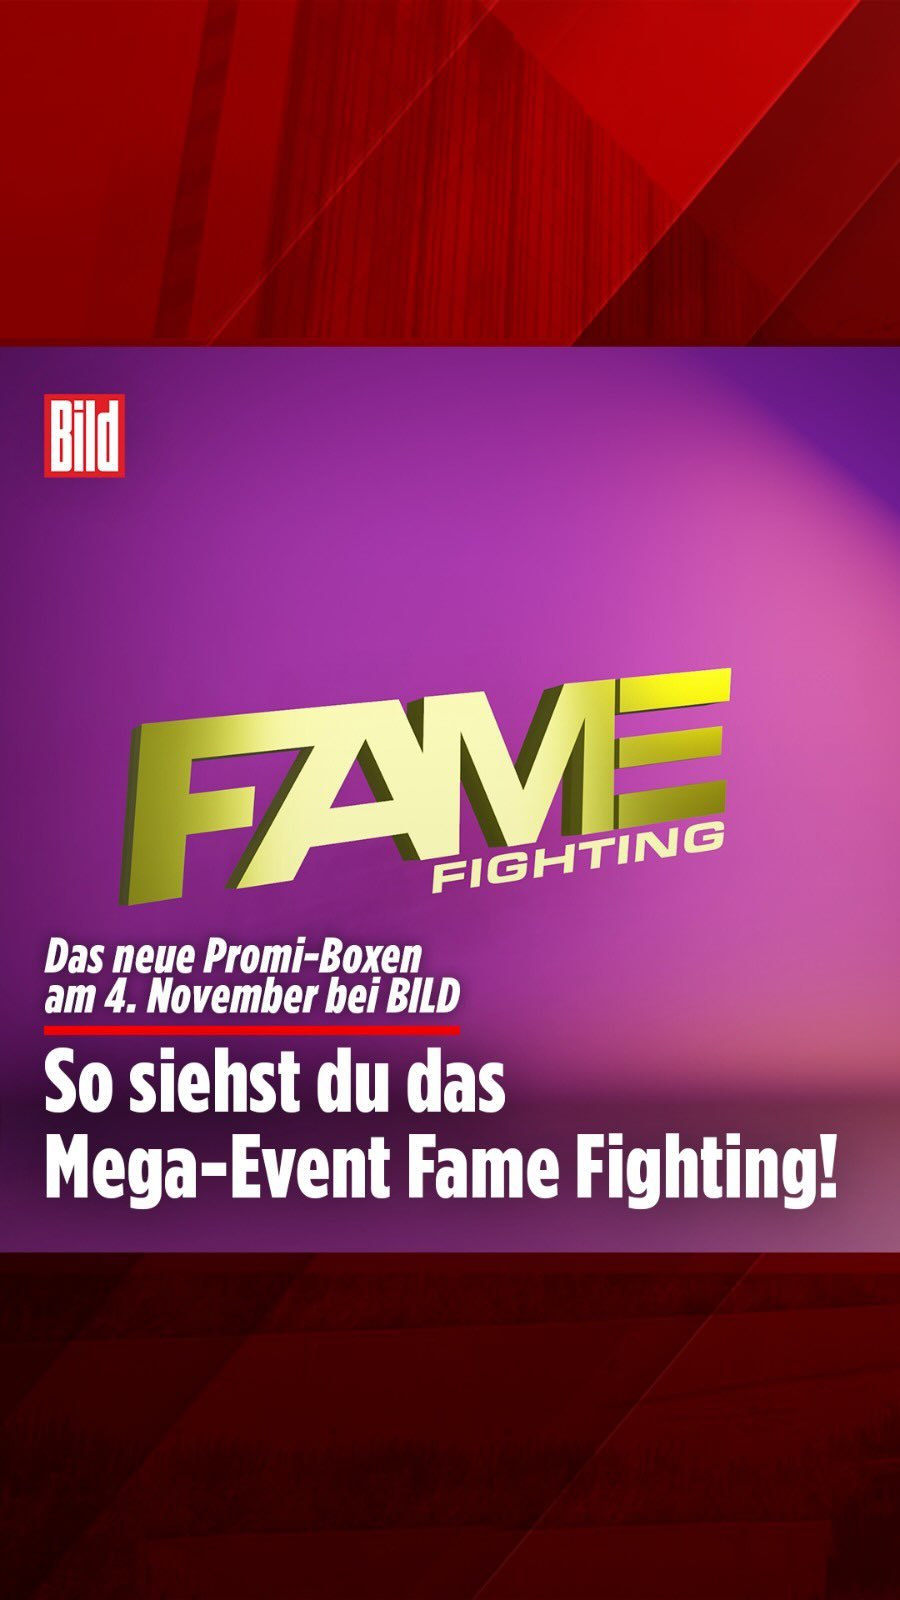 Bild
FAME
FIGHTING
Das neue Promi-Boxen
am 4. November bei BILD
So siehst du das
Mega-Event Fame Fighting!